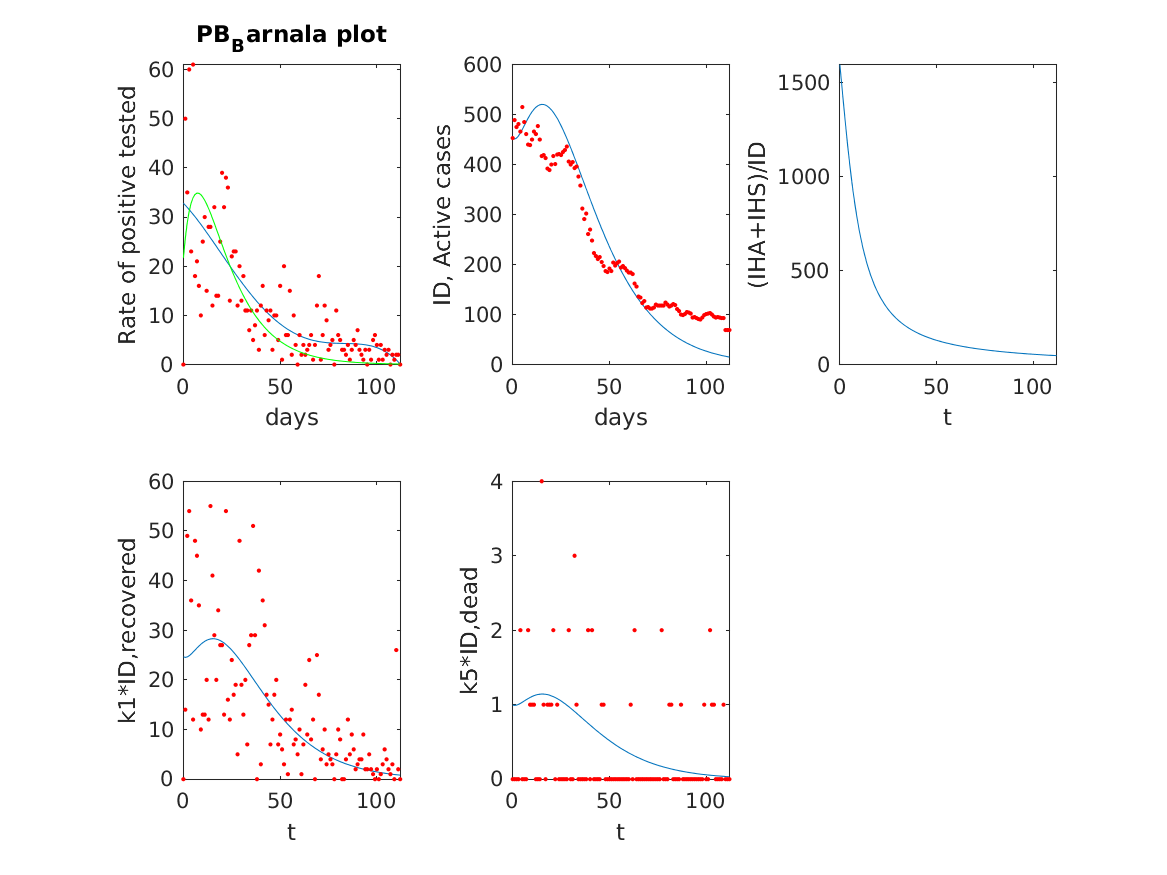 PB_Barnala plot
Rate of positive tested
60
50
40
30
20
10
0
0 50 100
days
ID, Active cases
600
500
400
300
200
100
0
0 50 100
days
(IHA+IHS)/ID
1500
1000
500
0
0 50 100
t
k1*ID,recovered
60
50
40
30
20
10
0
0 50 100
t
k5*ID,dead
4
3
2
1
0
0 50 100
t